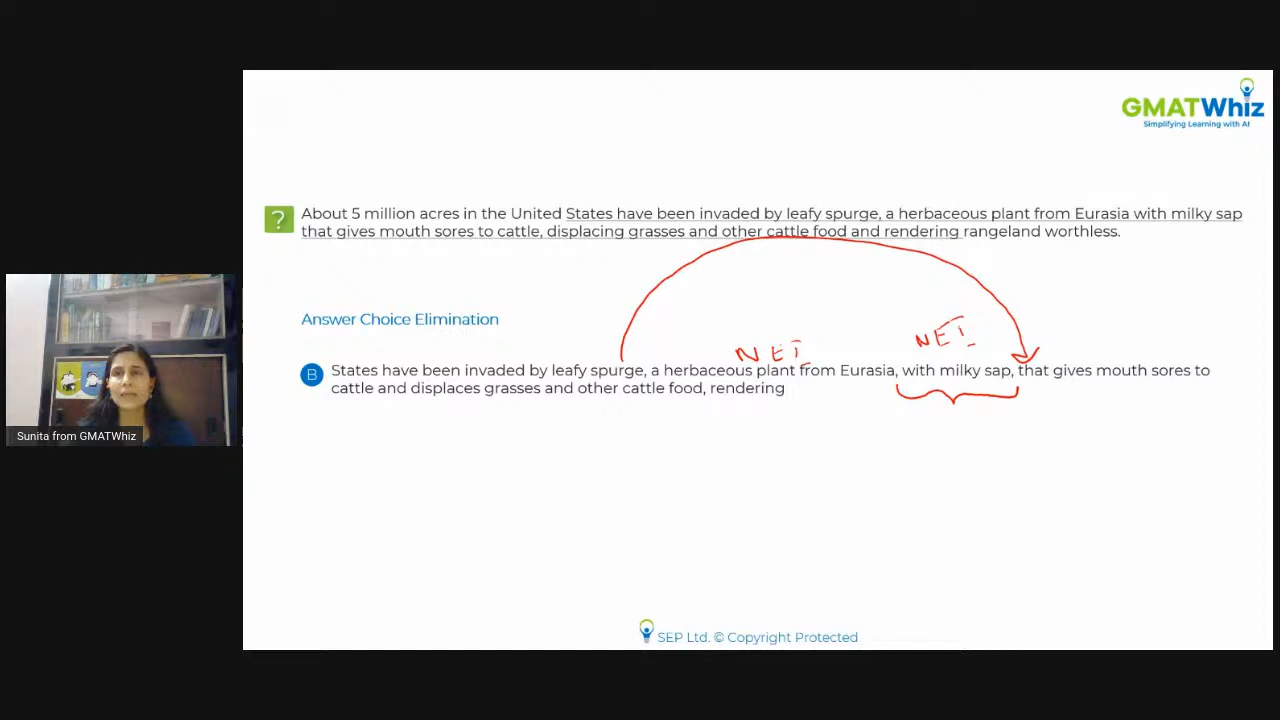 GMATWhiz
Simplifying Learning with AI
?
About 5 million acres in the United States have been invaded by leafy spurge, a herbaceous plant from Eurasia with milky sap
that gives mouth sores to cattle, displacing grasses and other cattle food and rendering rangeland worthless.
Answer Choice Elimination
NET
NET
B States have been invaded by leafy spurge, a herbaceous plant from Eurasia, with milky sap, that gives mouth sores to
cattle and displaces grasses and other cattle food, rendering
Sunita from GMATWhiz
SEP Ltd. © Copyright Protected